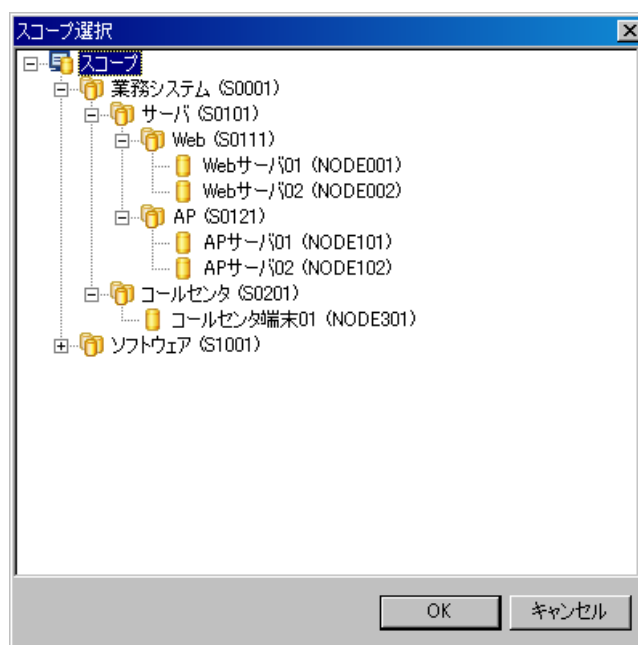 スコープ選択
スコープ
業務システム (S0001)
サーバ (S0101)
Web (S0111)
Webサーバ01 (NODE001)
Webサーバ02 (NODE002)
AP (S0121)
APサーバ01 (NODE101)
APサーバ02 (NODE102)
コールセンタ (S0201)
コールセンタ端末01 (NODE301)
ソフトウェア (S1001)
OK キャンセル